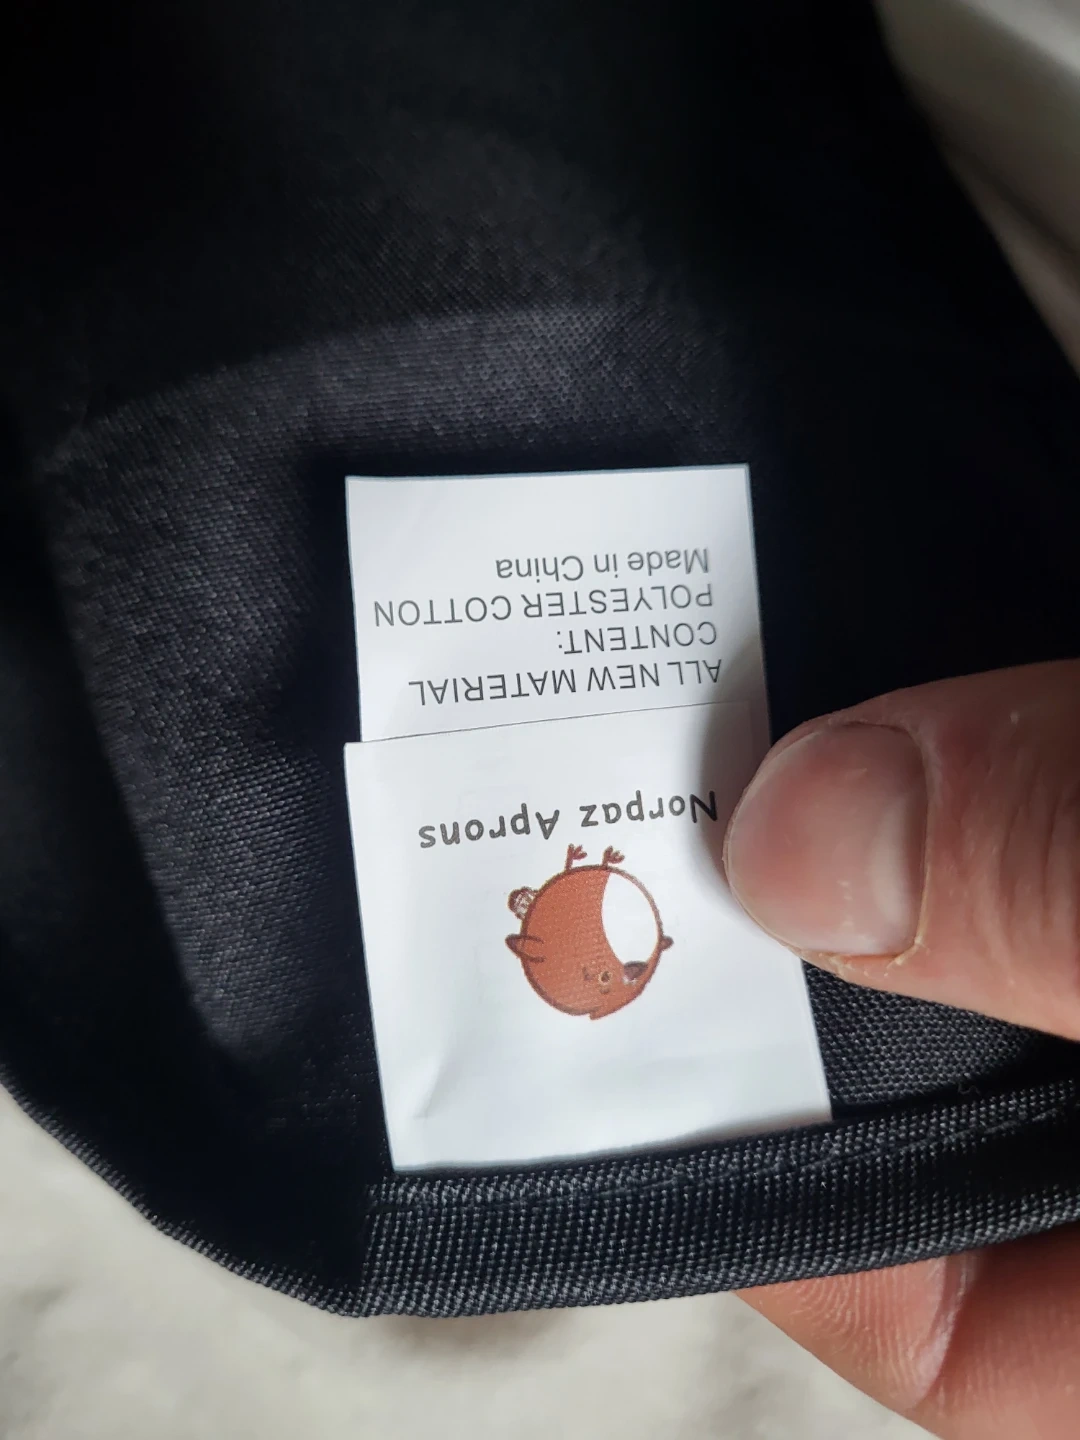 Norpaz Aprons
ALL NEW MATERIAL
CONTENT:
POLYESTER COTTON
Made in China